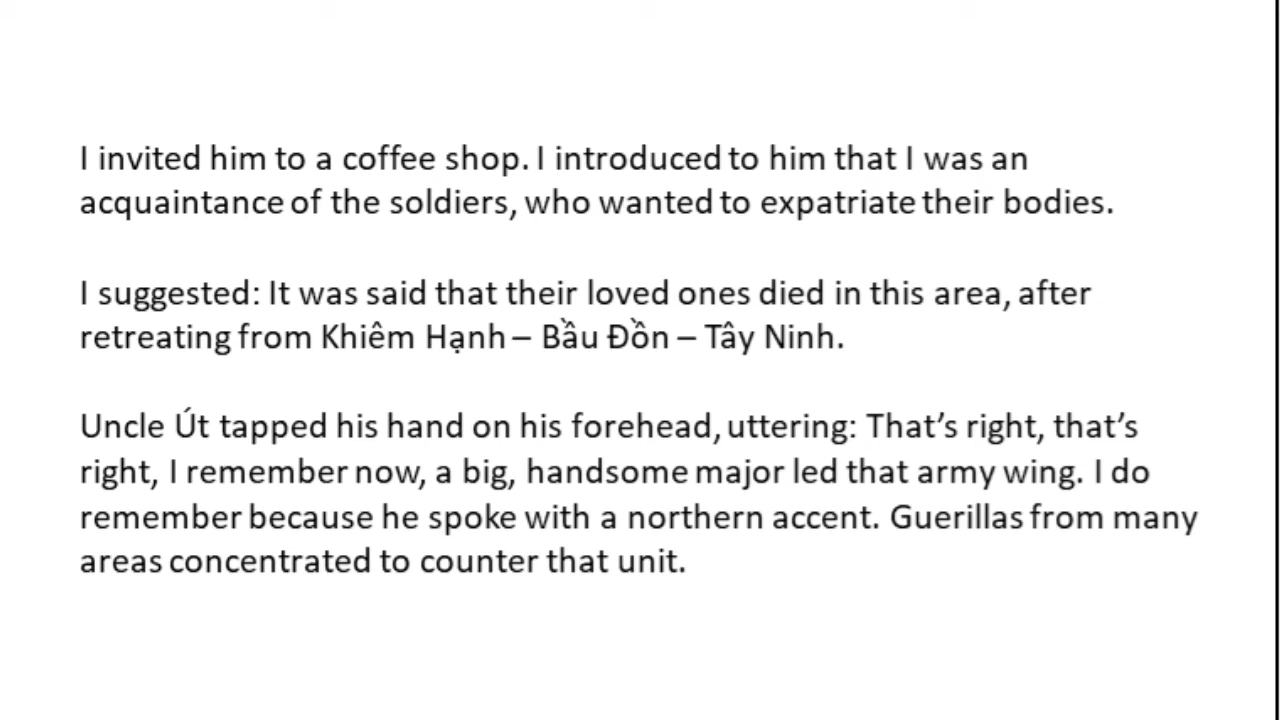 I invited him to a coffee shop. I introduced to him that I was an
acquaintance of the soldiers, who wanted to expatriate their bodies.
I suggested: It was said that their loved ones died in this area, after
retreating from Khiêm Hạnh – Bầu Đồn – Tây Ninh.
Uncle Út tapped his hand on his forehead, uttering: That’s right, that’s
right, I remember now, a big, handsome major led that army wing. I do
remember because he spoke with a northern accent. Guerillas from many
areas concentrated to counter that unit.